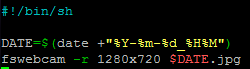 #!/bin/sh
DATE=$(date +"%Y-%m-%d_%H%M")
fswebcam -r 1280x720 $DATE.jpg